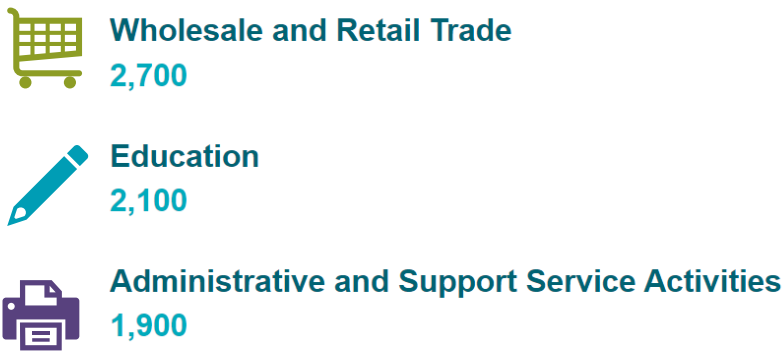 Wholesale and Retail Trade
2,700
Education
2,100
Administrative and Support Service Activities
1,900